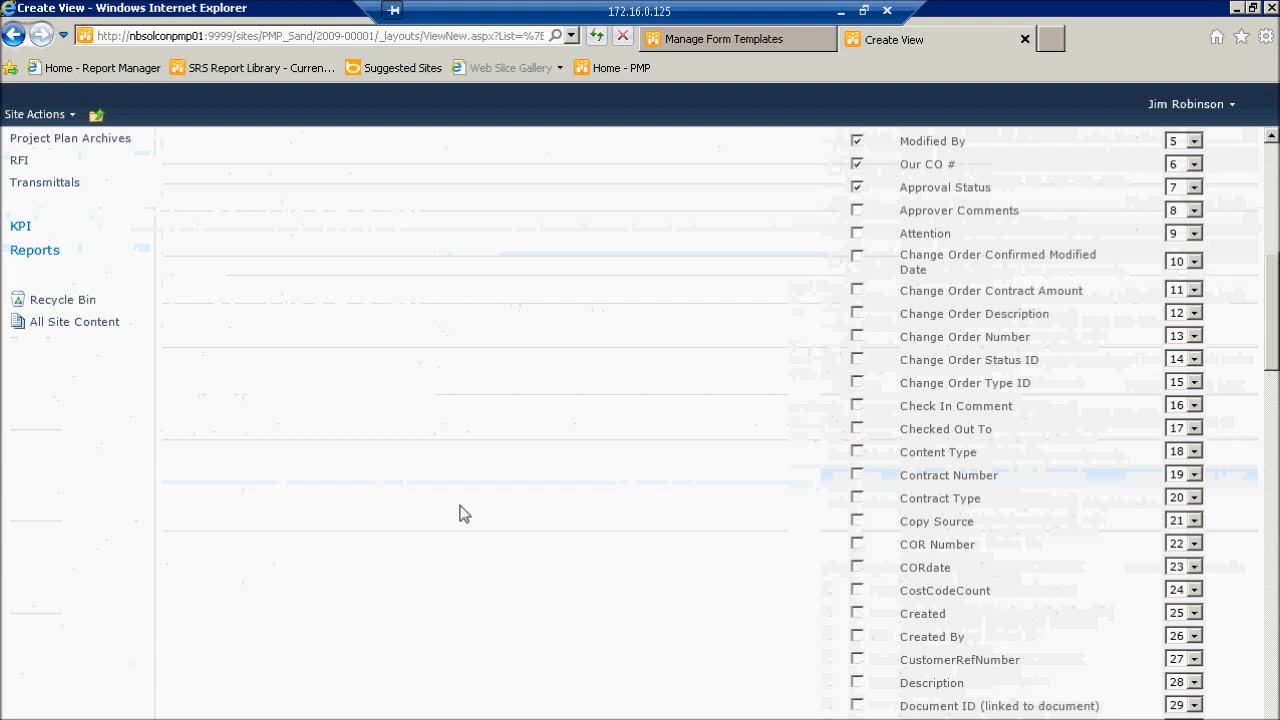 Create View - Windows Internet Explorer
172.16.0.125
:9999/sites/PMP_Sand/2009-00001/_layouts/ViewNew.aspx?List=%7E
Manage Form Templates
Create View
Home - Report Manager
SRS Report Library - Curren...
Suggested Sites
Web Slice Gallery
Home - PMP
Jim Robinson
Site Actions
Project Plan Archives
RFI
Transmittals
KPI
Reports
Recycle Bin
All Site Content
Modified By 5
Our CO # 6
Approval Status 7
Approver Comments 8
Attention 9
Change Order Confirmed Modified
Date 10
Change Order Contract Amount 11
Change Order Description 12
Change Order Number 13
Change Order Status ID 14
Change Order Type ID 15
Check In Comment 16
Checked Out To 17
Content Type 18
Contract Number 19
Contract Type 20
Copy Source 21
COR Number 22
CORdate 23
CostCodeCount 24
Created 25
Created By 26
CustomerRefNumber 27
Description 28
Document ID (linked to document) 29